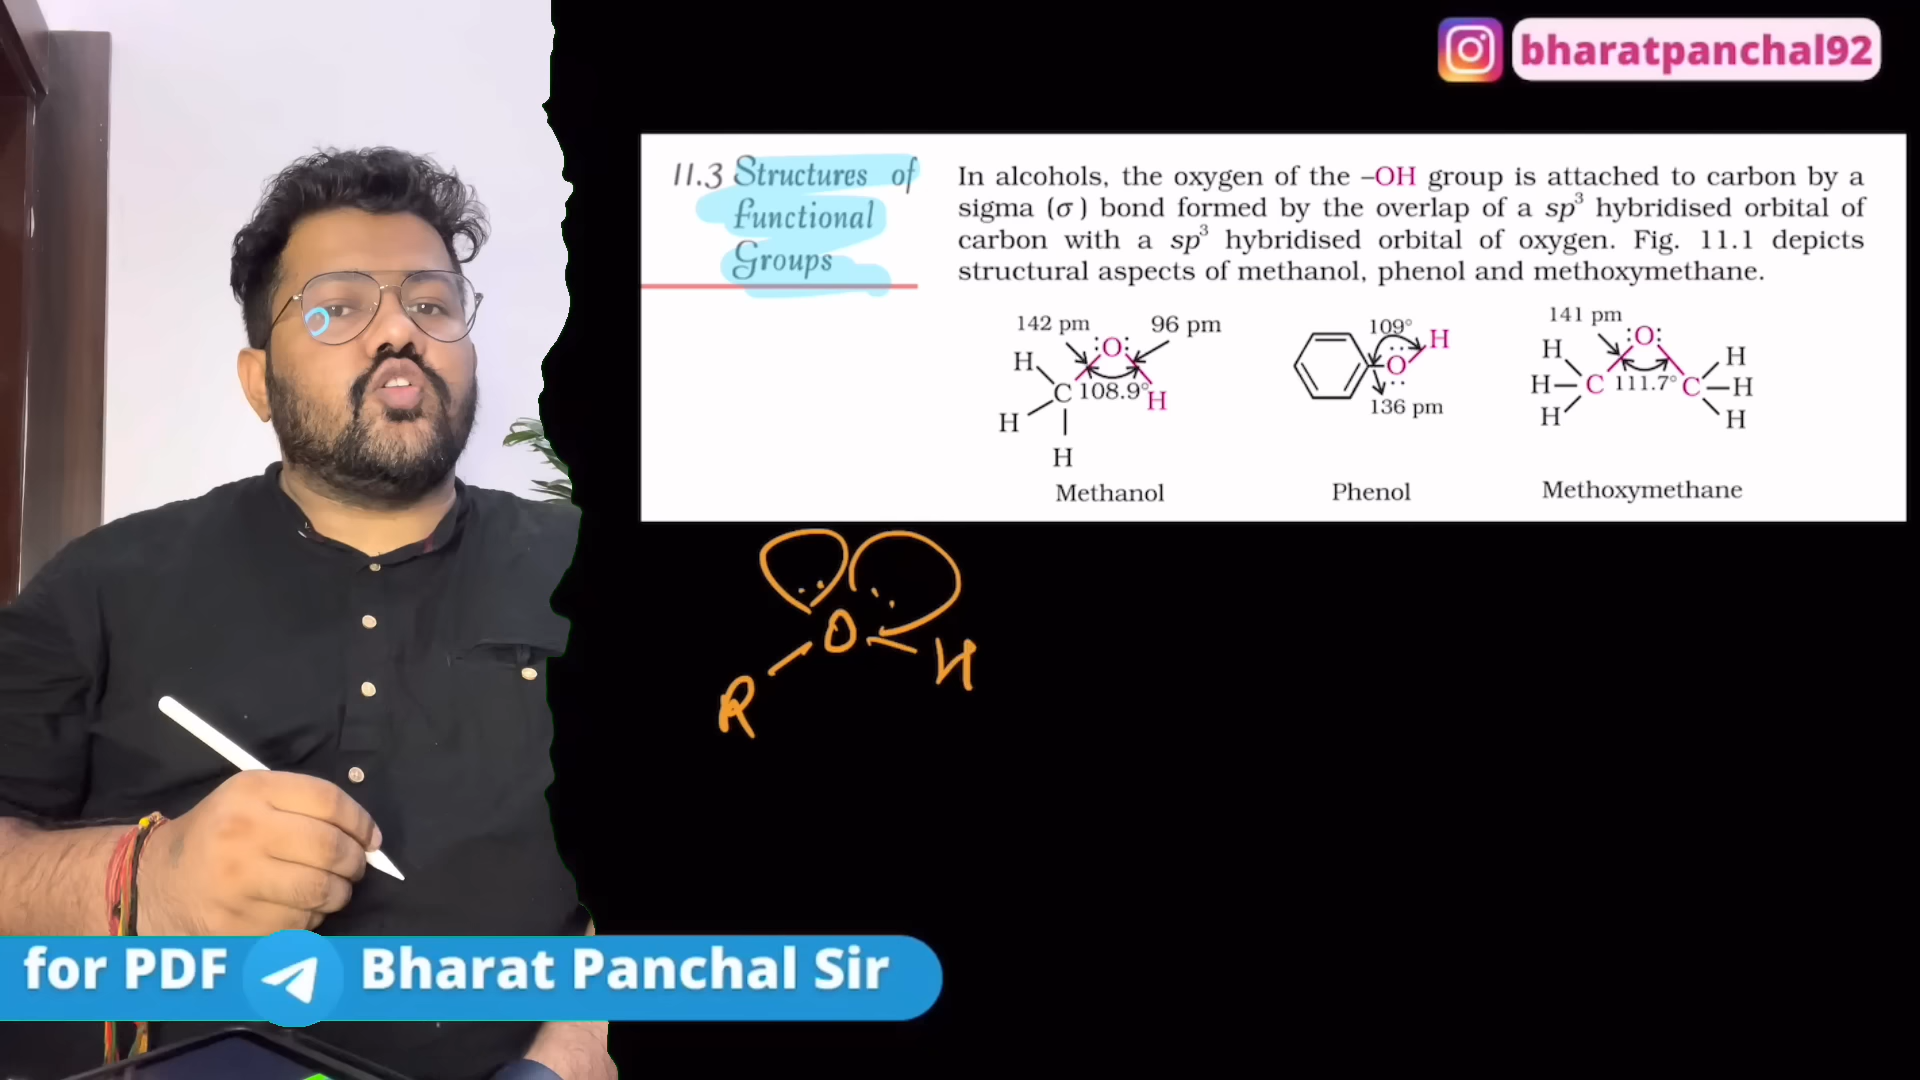 bharatpanchal92
11.3 Structures of
Functional
Groups
In alcohols, the oxygen of the –OH group is attached to carbon by a
sigma (σ) bond formed by the overlap of a sp³ hybridised orbital of
carbon with a sp³ hybridised orbital of oxygen. Fig. 11.1 depicts
structural aspects of methanol, phenol and methoxymethane.
142 pm
96 pm
:O:
H
C
108.9°
H
H
H
Methanol
109°
H
O
136 pm
Phenol
141 pm
:O:
H
H
H
C
111.7°
C
H
H
H
Methoxymethane
O
R
H
for PDF
Bharat Panchal Sir